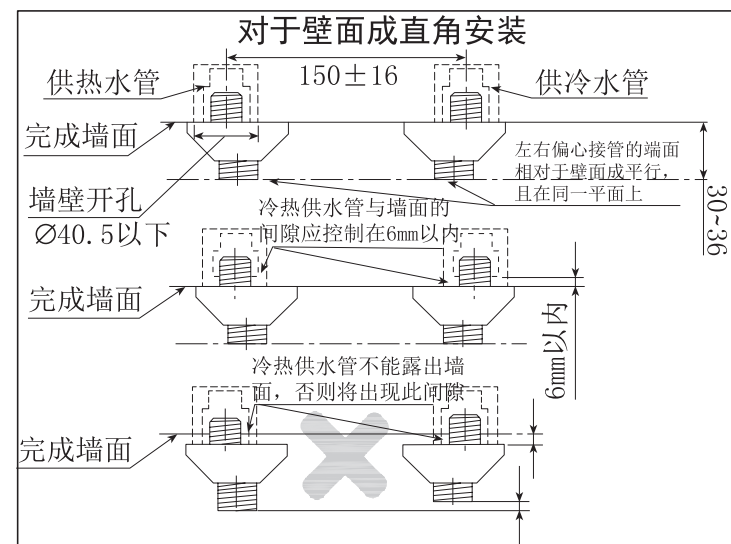 对于壁面成直角安装
150±16
供热水管
供冷水管
完成墙面
左右偏心接管的端面
相对于壁面成平行，
且在同一平面上
30~36
墙壁开孔
Ø40.5以下
冷热供水管与墙面的
间隙应控制在6mm以内
完成墙面
6mm以内
冷热供水管不能露出墙
面，否则将出现此间隙
完成墙面